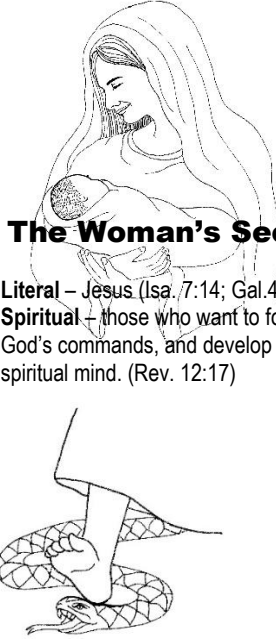 The Woman's See
Literal – Jesus (Isa. 7:14; Gal.4
Spiritual – those who want to fo
God's commands, and develop
spiritual mind. (Rev. 12:17)